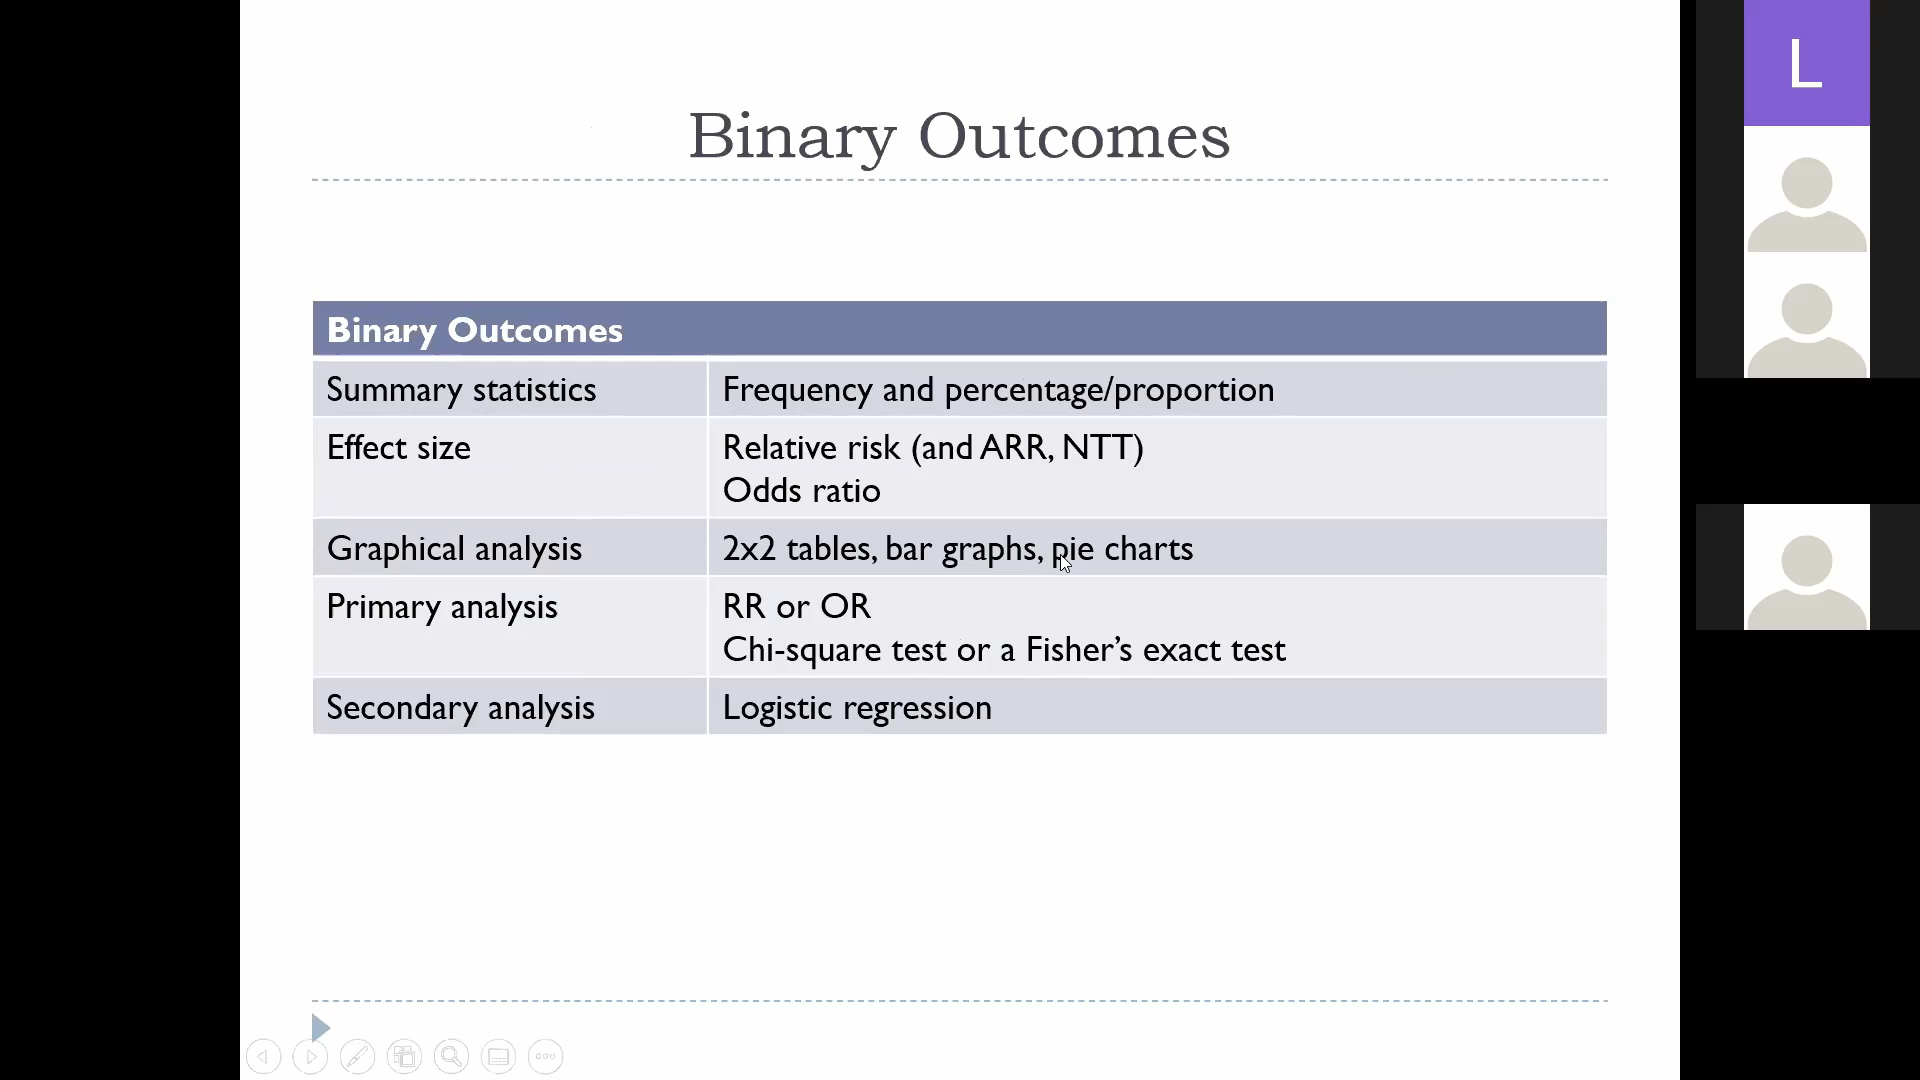 Binary Outcomes
Binary Outcomes
Summary statistics
Frequency and percentage/proportion
Effect size
Relative risk (and ARR, NTT)
Odds ratio
Graphical analysis
2x2 tables, bar graphs, pie charts
Primary analysis
RR or OR
Chi-square test or a Fisher’s exact test
Secondary analysis
Logistic regression
L